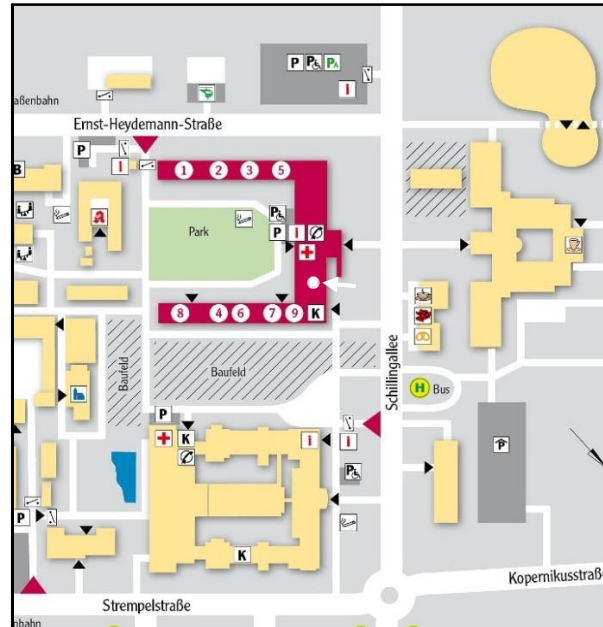 P P P
i
aßenbahn
Ernst-Heydemann-Straße
P
B
i
1 2 3 5
P
Park
P i
8 4 6 7 9 K
Baufeld
Baufeld
H Bus
Schillingallee
P
K
i i
P
P
P
K
Kopernikusstraße
Strempelstraße
nbahn